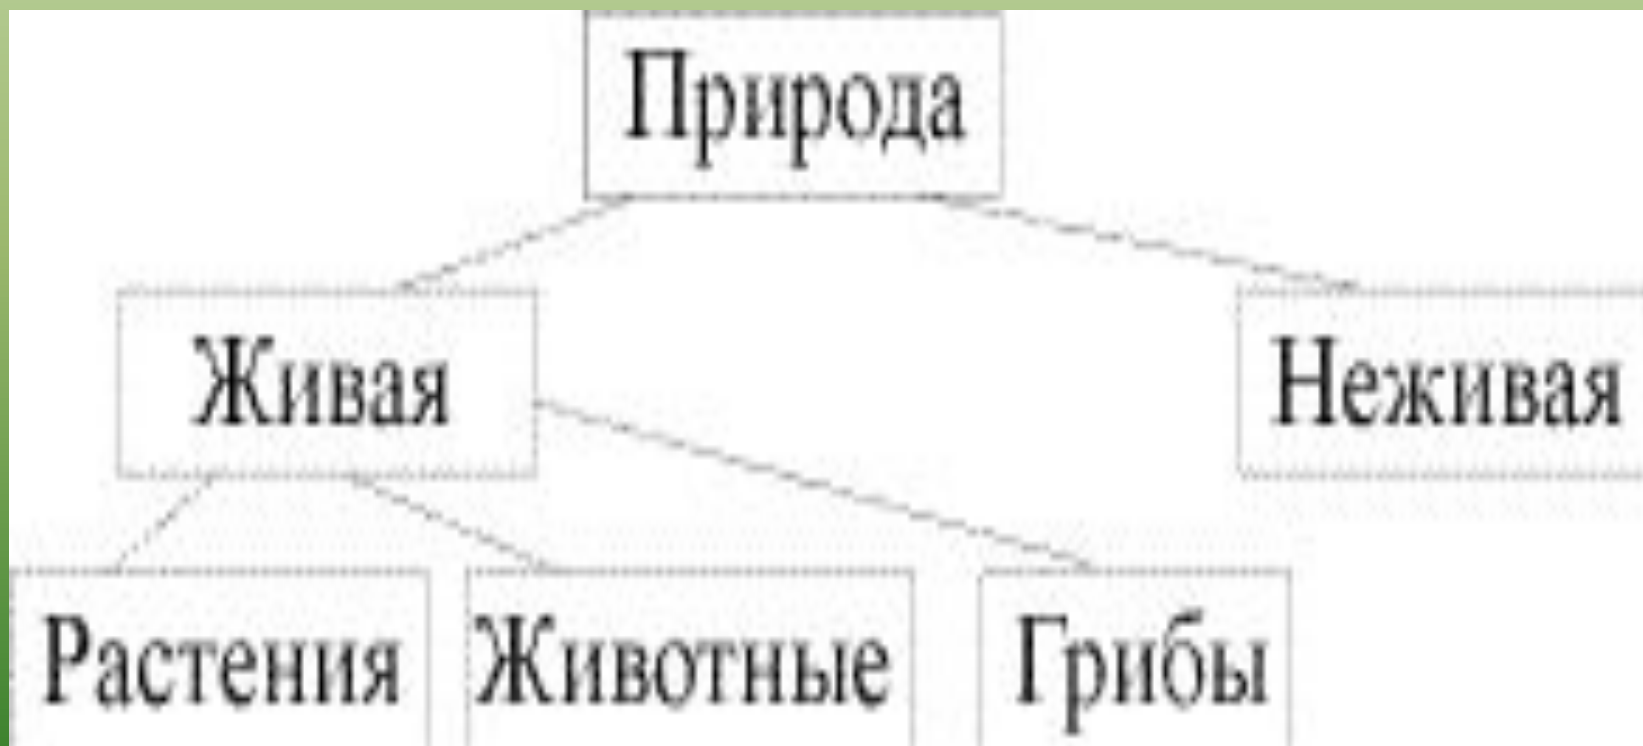 Природа
Живая
Неживая
Растения
Животные
Грибы